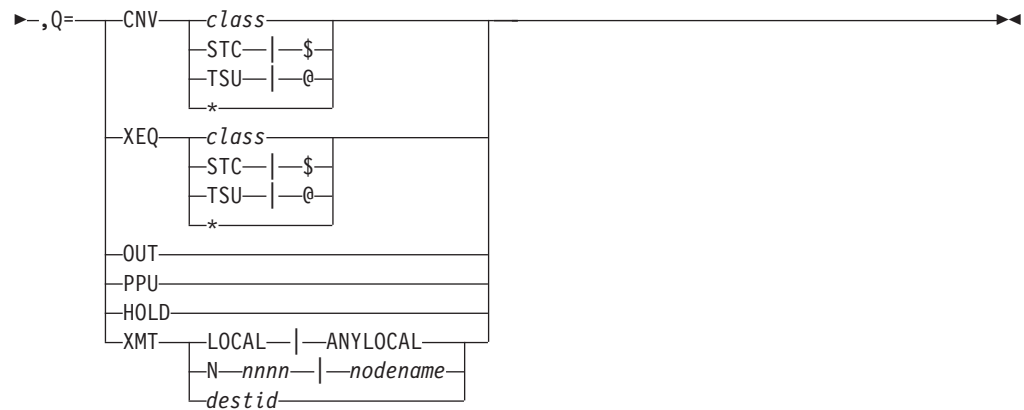 ,Q= CNV class
STC | $
TSU | @
*
XEQ class
STC | $
TSU | @
*
OUT
PPU
HOLD
XMT LOCAL | ANYLOCAL
N nnnn | nodename
destid